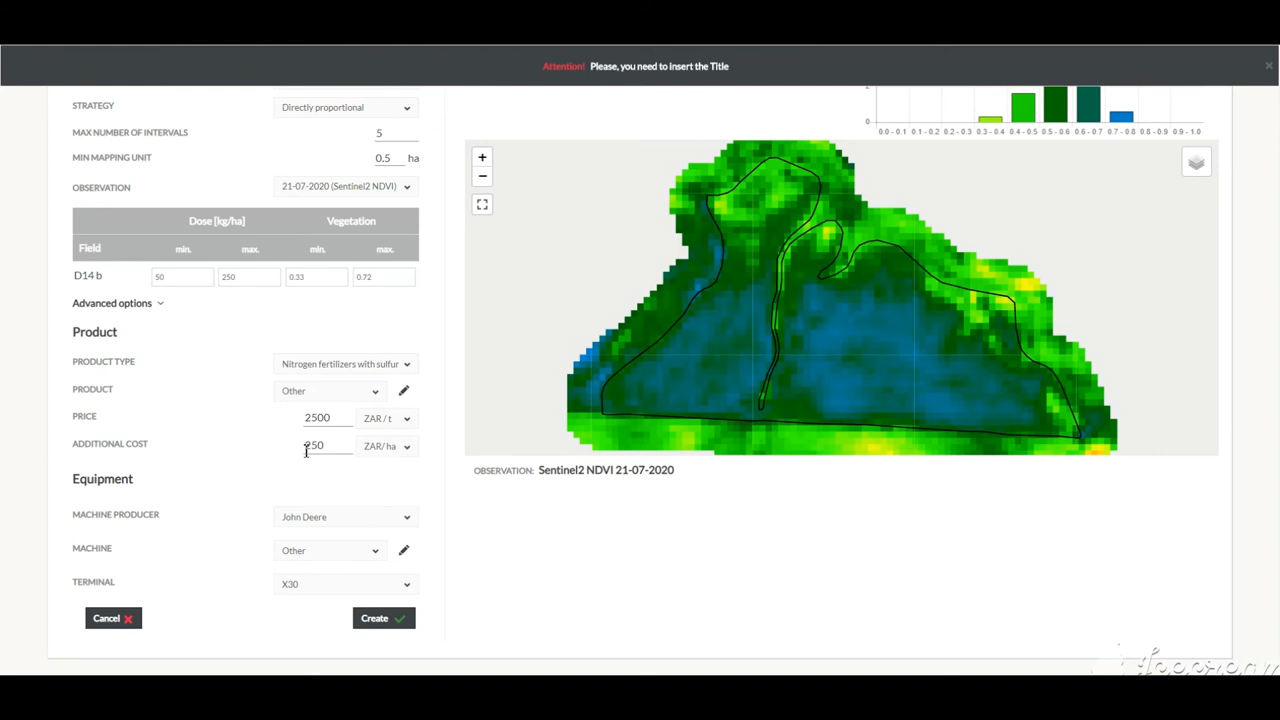 Attention! Please, you need to insert the Title
×
STRATEGY Directly proportional
MAX NUMBER OF INTERVALS 5
MIN MAPPING UNIT 0.5 ha
OBSERVATION 21-07-2020 (Sentinel2 NDVI)
Dose [kg/ha] Vegetation
Field min. max. min. max.
D14 b 50 250 0.33 0.72
Advanced options
Product
PRODUCT TYPE Nitrogen fertilizers with sulfur
PRODUCT Other
PRICE 2500 ZAR / t
ADDITIONAL COST 250 ZAR/ ha
Equipment
MACHINE PRODUCER John Deere
MACHINE Other
TERMINAL X30
Cancel Create
0
0.0 - 0.1 0.1 - 0.2 0.2 - 0.3 0.3 - 0.4 0.4 - 0.5 0.5 - 0.6 0.6 - 0.7 0.7 - 0.8 0.8 - 0.9 0.9 - 1.0
+
−
OBSERVATION: Sentinel2 NDVI 21-07-2020